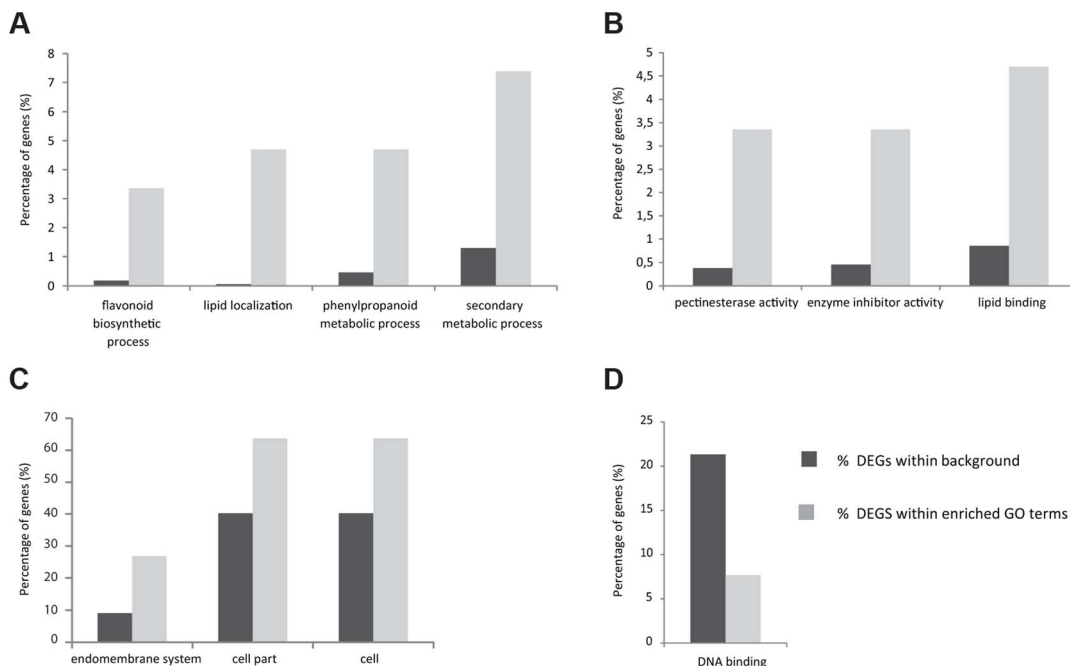 A
Percentage of genes (%)
8
7
6
5
4
3
2
1
0
flavonoid
biosynthetic
process
lipid localization
phenylpropanoid
metabolic process
secondary
metabolic process
B
Percentage of genes (%)
5
4,5
4
3,5
3
2,5
2
1,5
1
0,5
0
pectinesterase activity
enzyme inhibitor activity
lipid binding
C
Percentage of genes (%)
70
60
50
40
30
20
10
0
endomembrane system
cell part
cell
D
Percentage of genes (%)
25
20
15
10
5
0
DNA binding
% DEGs within background
% DEGS within enriched GO terms